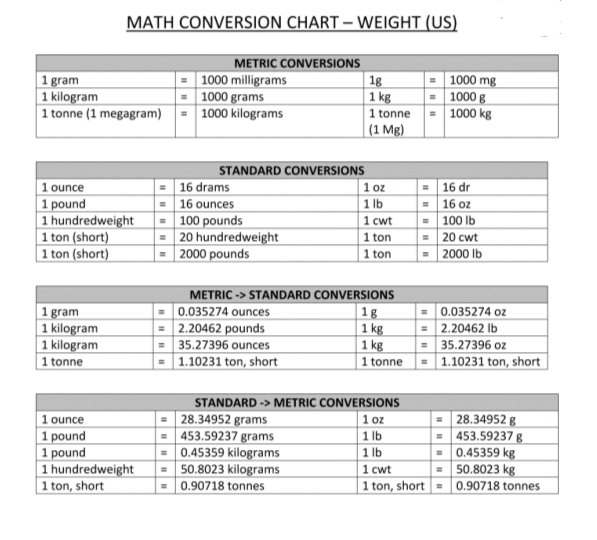 MATH CONVERSION CHART – WEIGHT (US)
METRIC CONVERSIONS
1 gram = 1000 milligrams 1g = 1000 mg
1 kilogram = 1000 grams 1 kg = 1000 g
1 tonne (1 megagram) = 1000 kilograms 1 tonne = 1000 kg
(1 Mg)
STANDARD CONVERSIONS
1 ounce = 16 drams 1 oz = 16 dr
1 pound = 16 ounces 1 lb = 16 oz
1 hundredweight = 100 pounds 1 cwt = 100 lb
1 ton (short) = 20 hundredweight 1 ton = 20 cwt
1 ton (short) = 2000 pounds 1 ton = 2000 lb
METRIC -> STANDARD CONVERSIONS
1 gram = 0.035274 ounces 1 g = 0.035274 oz
1 kilogram = 2.20462 pounds 1 kg = 2.20462 lb
1 kilogram = 35.27396 ounces 1 kg = 35.27396 oz
1 tonne = 1.10231 ton, short 1 tonne = 1.10231 ton, short
STANDARD -> METRIC CONVERSIONS
1 ounce = 28.34952 grams 1 oz = 28.34952 g
1 pound = 453.59237 grams 1 lb = 453.59237 g
1 pound = 0.45359 kilograms 1 lb = 0.45359 kg
1 hundredweight = 50.8023 kilograms 1 cwt = 50.8023 kg
1 ton, short = 0.90718 tonnes 1 ton, short = 0.90718 tonnes